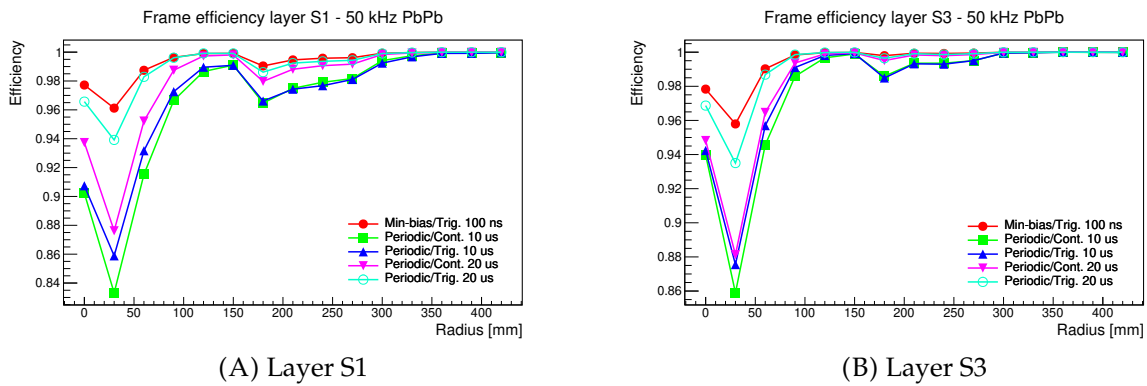 Frame efficiency layer S1 - 50 kHz PbPb
Efficiency
1
0.98
0.96
0.94
0.92
0.9
0.88
0.86
0.84
Min-bias/Trig. 100 ns
Periodic/Cont. 10 us
Periodic/Trig. 10 us
Periodic/Cont. 20 us
Periodic/Trig. 20 us
0 50 100 150 200 250 300 350 400
Radius [mm]
(A) Layer S1
Frame efficiency layer S3 - 50 kHz PbPb
Efficiency
1
0.98
0.96
0.94
0.92
0.9
0.88
0.86
Min-bias/Trig. 100 ns
Periodic/Cont. 10 us
Periodic/Trig. 10 us
Periodic/Cont. 20 us
Periodic/Trig. 20 us
0 50 100 150 200 250 300 350 400
Radius [mm]
(B) Layer S3